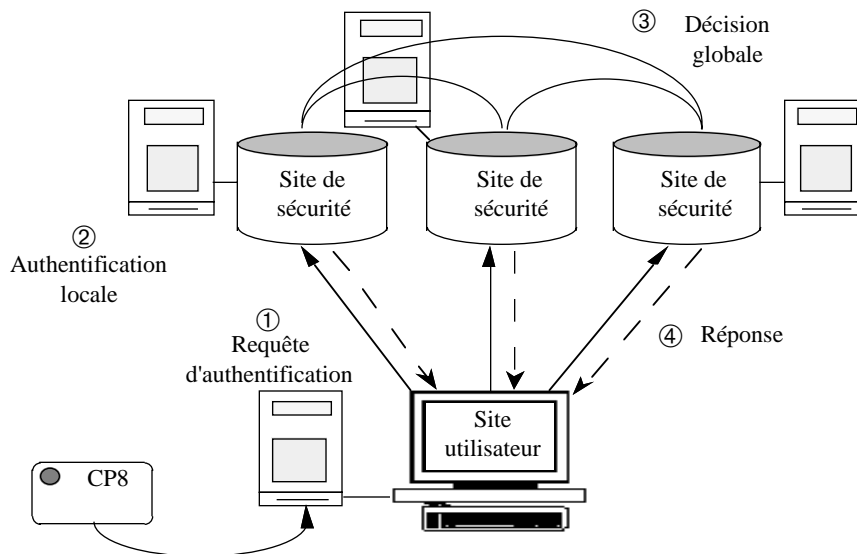 ③ Décision
globale
Site de
sécurité
Site de
sécurité
Site de
sécurité
②
Authentification
locale
①
Requête
d'authentification
④ Réponse
Site
utilisateur
CP8